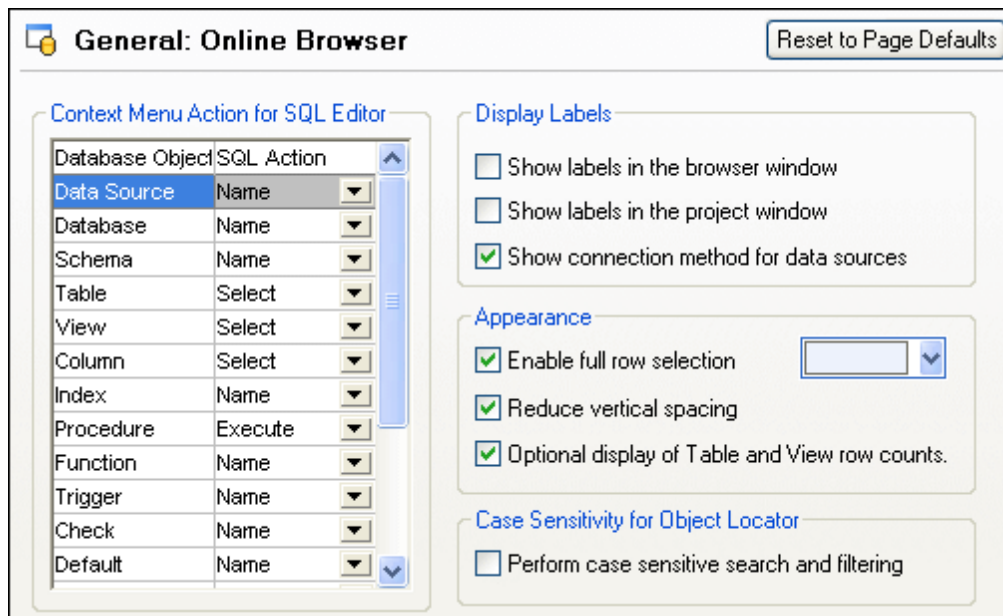 General: Online Browser
Reset to Page Defaults
Context Menu Action for SQL Editor
Database Object SQL Action
Data Source Name
Database Name
Schema Name
Table Select
View Select
Column Select
Index Name
Procedure Execute
Function Name
Trigger Name
Check Name
Default Name
Display Labels
Show labels in the browser window
Show labels in the project window
Show connection method for data sources
Appearance
Enable full row selection
Reduce vertical spacing
Optional display of Table and View row counts.
Case Sensitivity for Object Locator
Perform case sensitive search and filtering